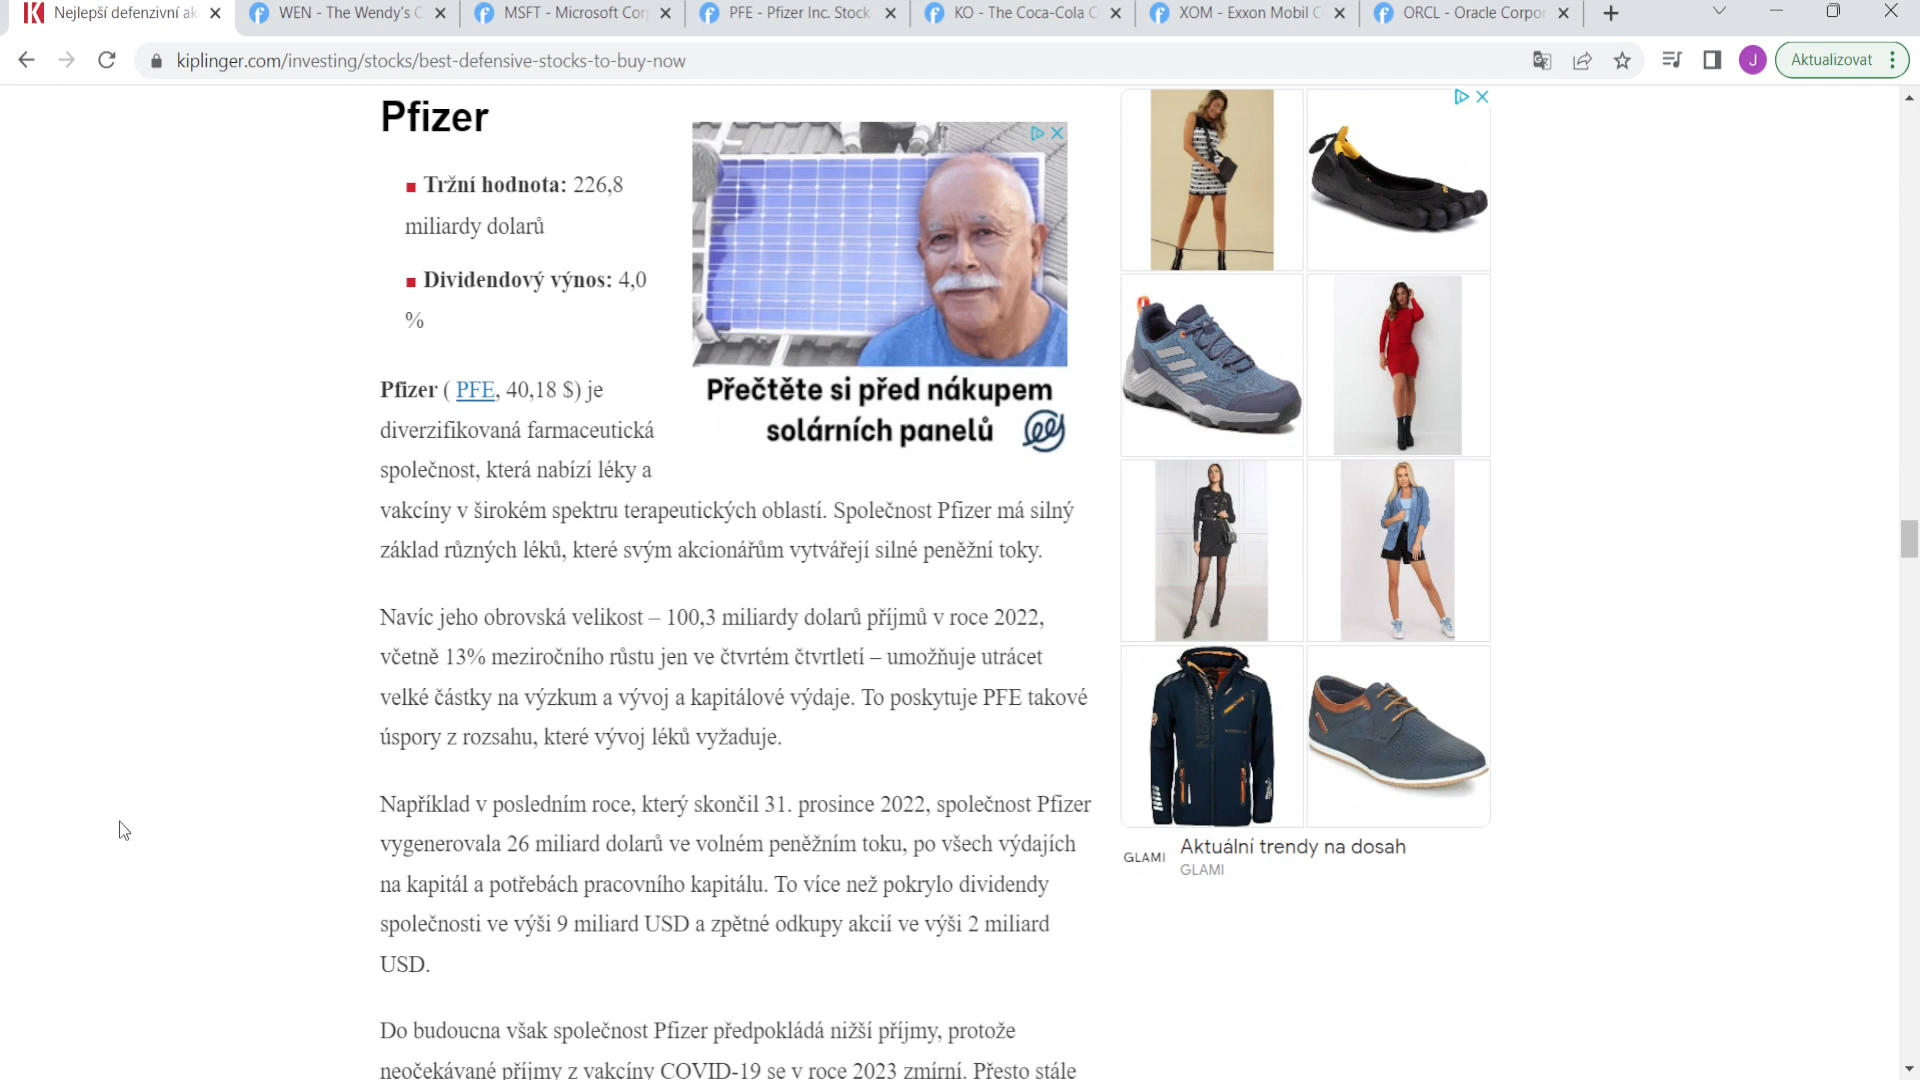 Nejlepší defenzivní ak
WEN - The Wendy's C
MSFT - Microsoft Cor
PFE - Pfizer Inc. Stock
KO - The Coca-Cola C
XOM - Exxon Mobil C
ORCL - Oracle Corpo
kiplinger.com/investing/stocks/best-defensive-stocks-to-buy-now
J
Aktualizovat
Pfizer
Tržní hodnota: 226,8
miliardy dolarů
Dividendový výnos: 4,0
%
Přečtěte si před nákupem
solárních panelů
Pfizer ( PFE, 40,18 $) je
diverzifikovaná farmaceutická
společnost, která nabízí léky a
vakcíny v širokém spektru terapeutických oblastí. Společnost Pfizer má silný
základ různých léků, které svým akcionářům vytvářejí silné peněžní toky.
Navíc jeho obrovská velikost – 100,3 miliardy dolarů příjmů v roce 2022,
včetně 13% meziročního růstu jen ve čtvrtém čtvrtletí – umožňuje utrácet
velké částky na výzkum a vývoj a kapitálové výdaje. To poskytuje PFE takové
úspory z rozsahu, které vývoj léků vyžaduje.
Například v posledním roce, který skončil 31. prosince 2022, společnost Pfizer
vygenerovala 26 miliard dolarů ve volném peněžním toku, po všech výdajích
na kapitál a potřebách pracovního kapitálu. To více než pokrylo dividendy
společnosti ve výši 9 miliard USD a zpětné odkupy akcií ve výši 2 miliard
USD.
Do budoucna však společnost Pfizer předpokládá nižší příjmy, protože
neočekávané příjmy z vakcíny COVID-19 se v roce 2023 zmírní. Přesto stále
GLAMI
Aktuální trendy na dosah
GLAMI